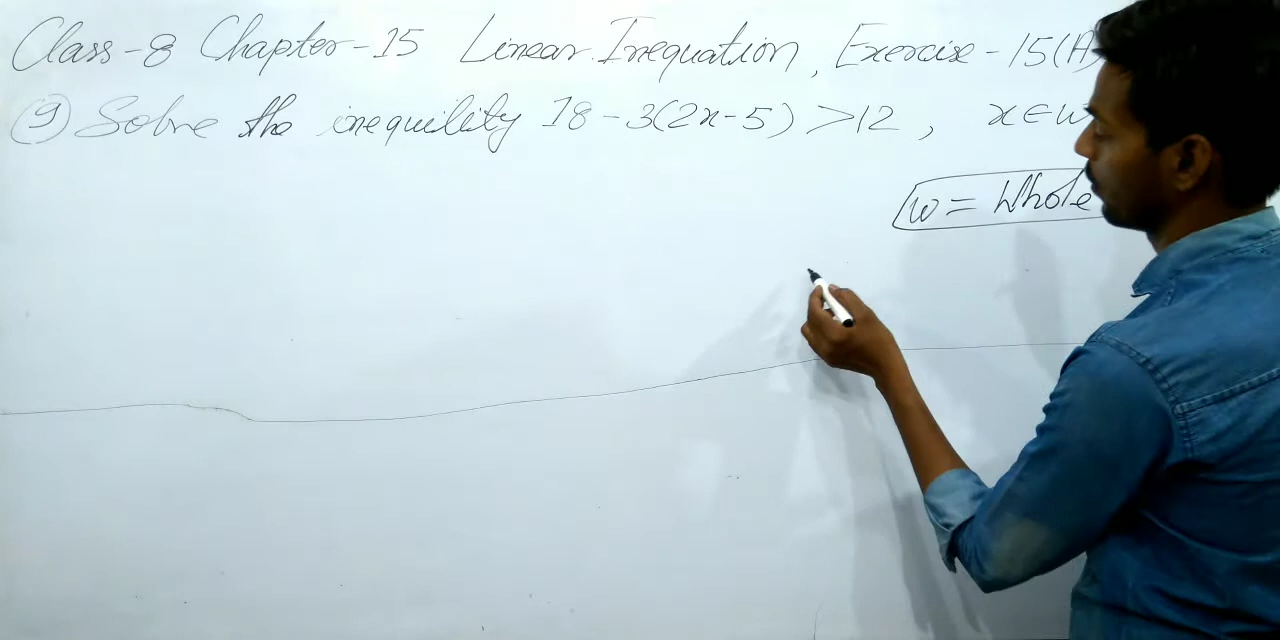 Class-8 Chapter-15 Linear Inequation, Exercise-15(A)
(9) Solve the inequility 18-3(2x-5) >12, x∈W
W = Whole